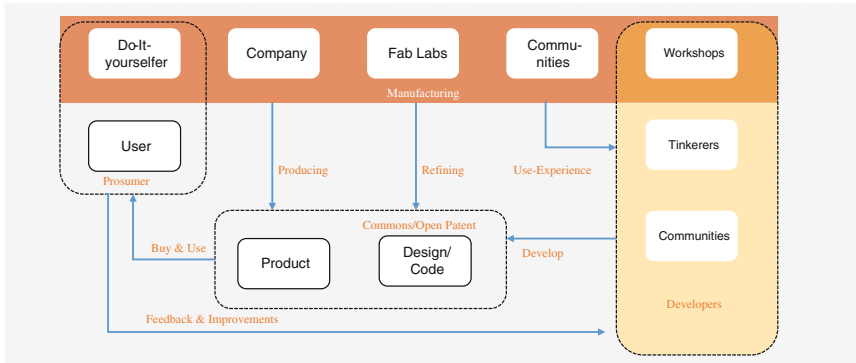 Do-It-
yourselfer
Company
Fab Labs
Commu-
nities
Workshops
Manufacturing
User
Tinkerers
Prosumer
Producing
Refining
Use-Experience
Commons/Open Patent
Buy & Use
Product
Design/
Code
Develop
Communities
Developers
Feedback & Improvements